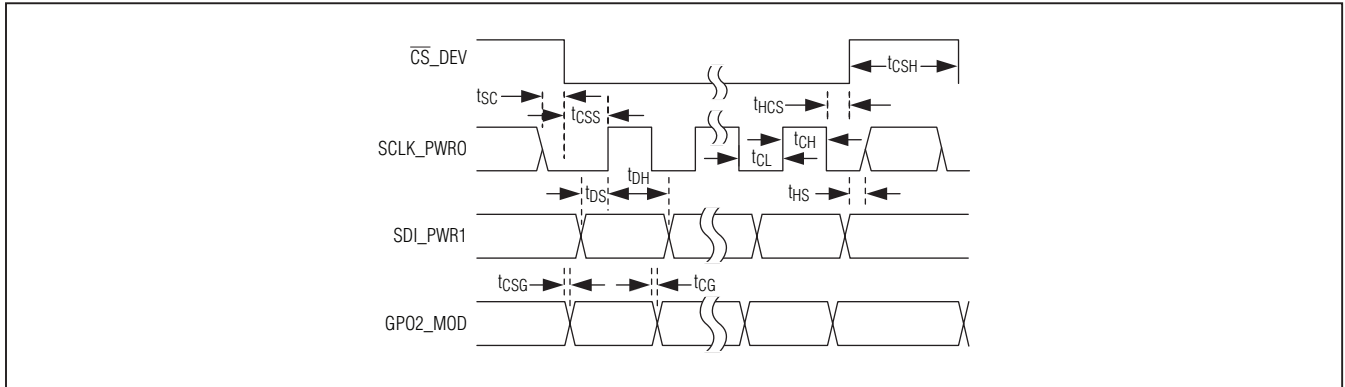 CS_DEV
tCSH
tSC
tHCS
tCSS
SCLK_PWR0
tCH
tCL
tDS
tDH
tHS
SDI_PWR1
tCSG
tCG
GPO2_MOD